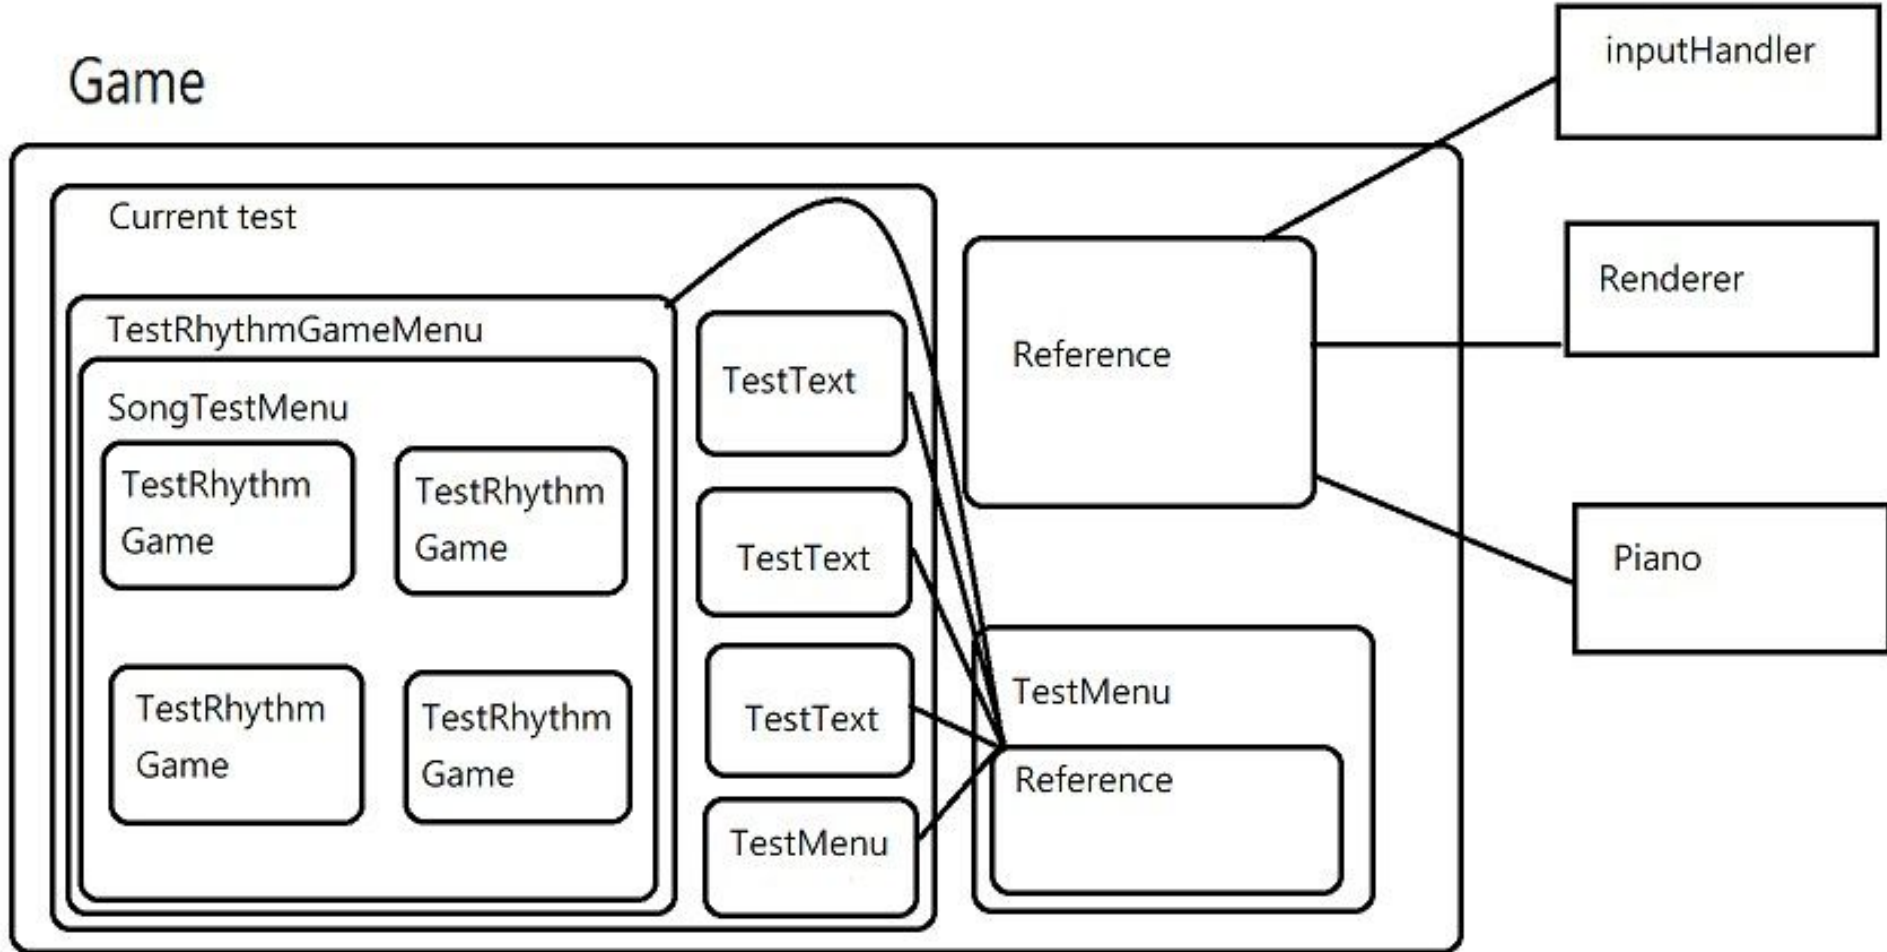 Game
Current test
TestRhythmGameMenu
SongTestMenu
TestRhythm
Game
TestRhythm
Game
TestRhythm
Game
TestRhythm
Game
TestText
TestText
TestText
TestMenu
Reference
TestMenu
Reference
inputHandler
Renderer
Piano